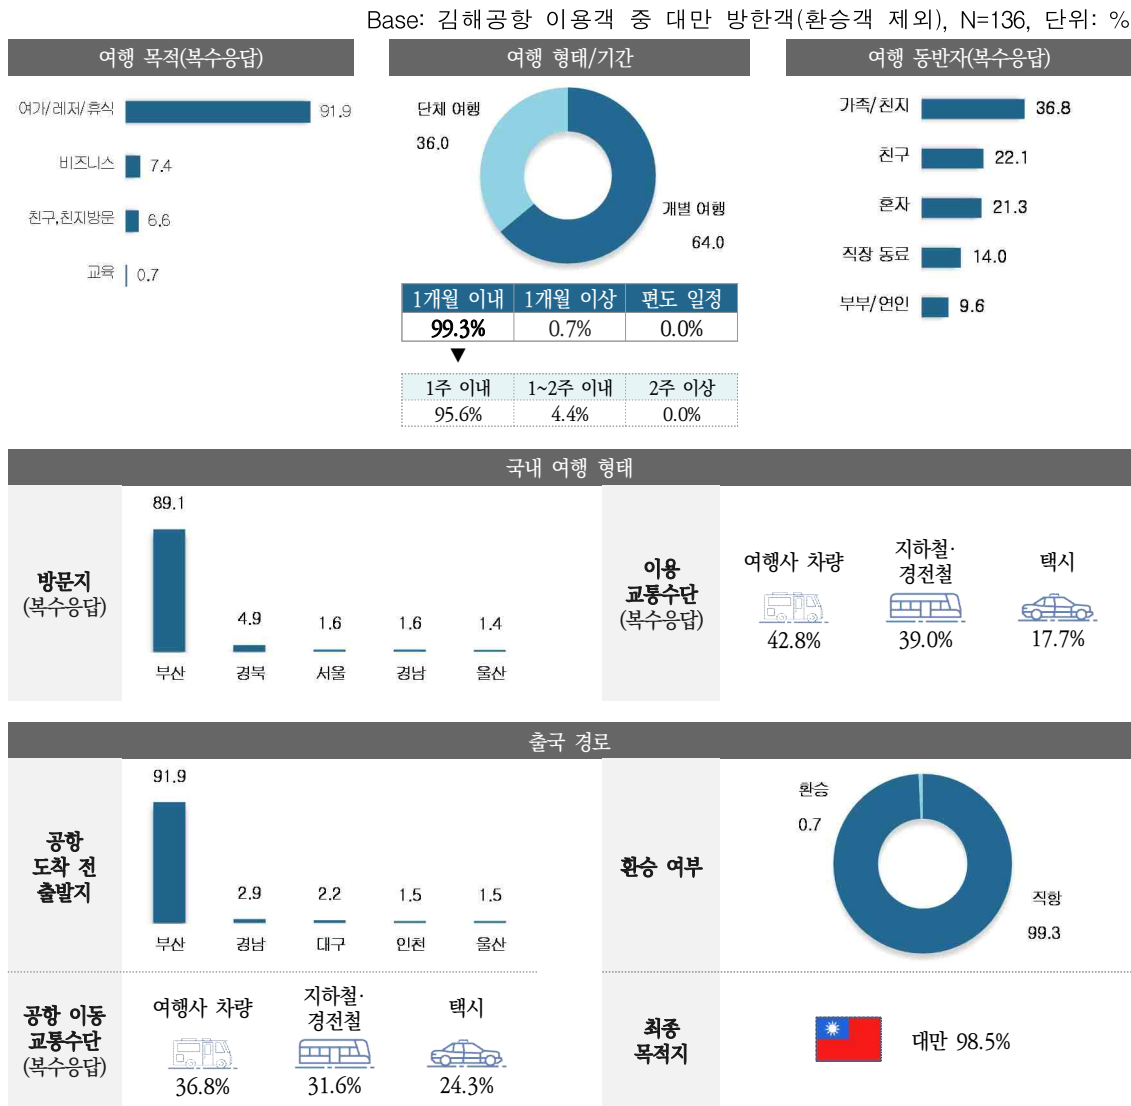 Base: 김해공항 이용객 중 대만 방한객(환승객 제외), N=136, 단위: %
여행 목적(복수응답)
여가/레저/휴식 91.9
비즈니스 7.4
친구,친지방문 6.6
교육 0.7
여행 형태/기간
단체 여행
36.0
개별 여행
64.0
1개월 이내 1개월 이상 편도 일정
99.3% 0.7% 0.0%
▼
1주 이내 1~2주 이내 2주 이상
95.6% 4.4% 0.0%
여행 동반자(복수응답)
가족/친지 36.8
친구 22.1
혼자 21.3
직장 동료 14.0
부부/연인 9.6
국내 여행 형태
방문지
(복수응답)
89.1 4.9 1.6 1.6 1.4
부산 경북 서울 경남 울산
이용
교통수단
(복수응답)
여행사 차량 지하철· 택시
경전철
42.8% 39.0% 17.7%
출국 경로
공항
도착 전
출발지
91.9 2.9 2.2 1.5 1.5
부산 경남 대구 인천 울산
환승 여부
환승
0.7
직항
99.3
공항 이동
교통수단
(복수응답)
여행사 차량 지하철· 택시
경전철
36.8% 31.6% 24.3%
최종
목적지
대만 98.5%